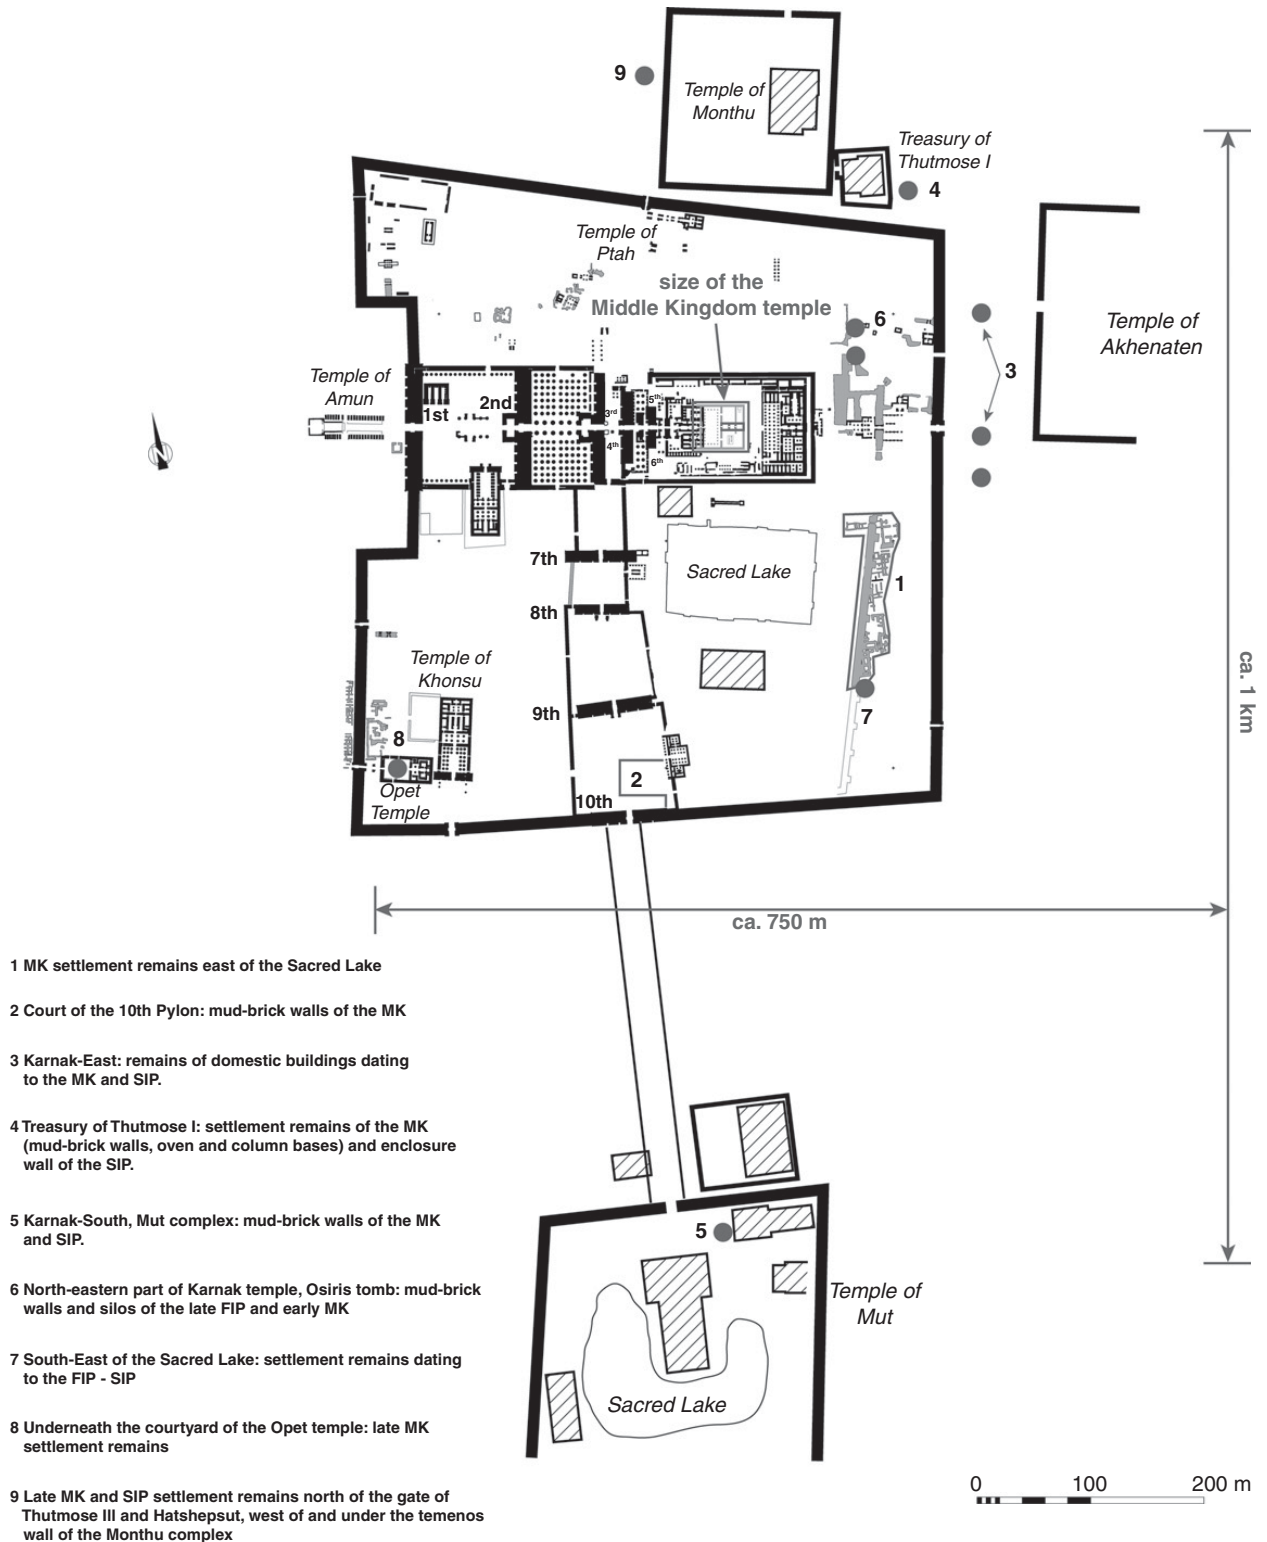 9
Temple of
Monthu
Treasury of
Thutmose I
4
Temple of
Ptah
size of the
Middle Kingdom temple
6
Temple of
Akhenaten
3
Temple of
Amun
1st
2nd
3rd
4th
5th
6th
N
7th
Sacred Lake
1
8th
Temple of
Khonsu
9th
7
8
2
Opet
Temple
10th
ca. 1 km
ca. 750 m
1 MK settlement remains east of the Sacred Lake
2 Court of the 10th Pylon: mud-brick walls of the MK
3 Karnak-East: remains of domestic buildings dating
to the MK and SIP.
4 Treasury of Thutmose I: settlement remains of the MK
(mud-brick walls, oven and column bases) and enclosure
wall of the SIP.
5 Karnak-South, Mut complex: mud-brick walls of the MK
and SIP.
6 North-eastern part of Karnak temple, Osiris tomb: mud-brick
walls and silos of the late FIP and early MK
7 South-East of the Sacred Lake: settlement remains dating
to the FIP - SIP
8 Underneath the courtyard of the Opet temple: late MK
settlement remains
9 Late MK and SIP settlement remains north of the gate of
Thutmose III and Hatshepsut, west of and under the temenos
wall of the Monthu complex
5
Temple of
Mut
Sacred Lake
0 100 200 m